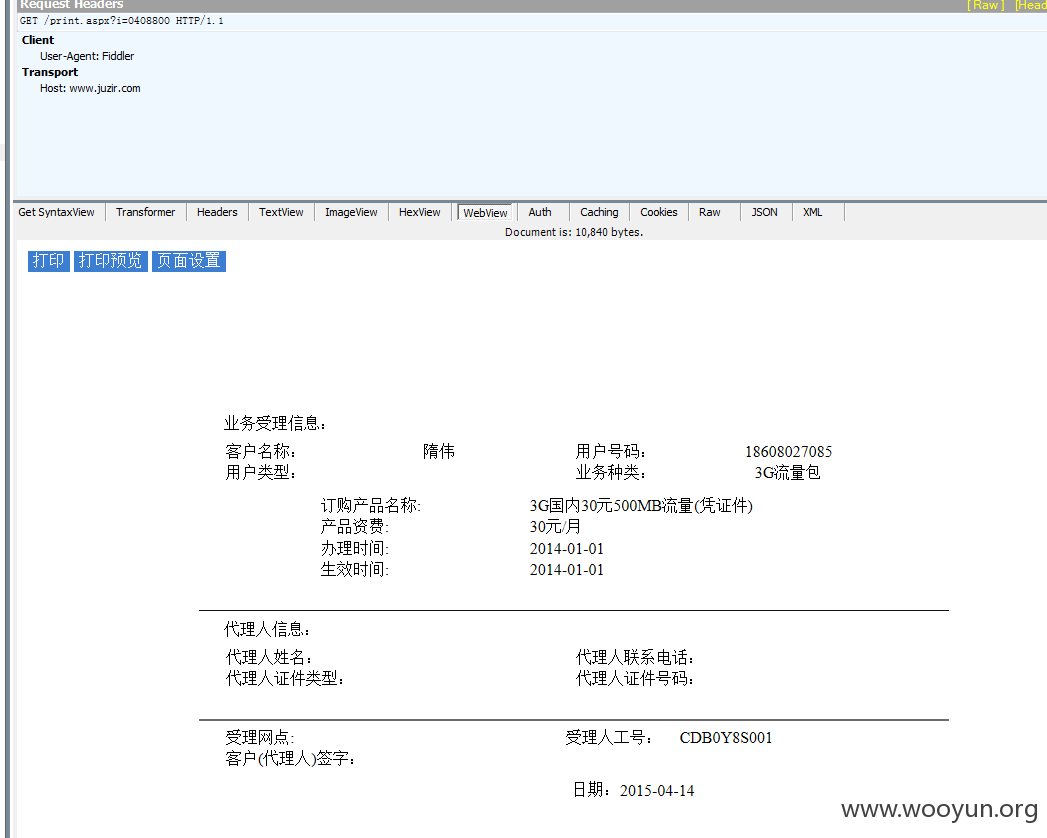 Request Headers [ Raw ] [Head
GET /print.aspx?i=0408800 HTTP/1.1
Client
User-Agent: Fiddler
Transport
Host: www.juzir.com
Get SyntaxView Transformer Headers TextView ImageView HexView WebView Auth Caching Cookies Raw JSON XML
Document is: 10,840 bytes.
打印 打印预览 页面设置
业务受理信息:
客户名称: 隋伟 用户号码: 18608027085
用户类型: 业务种类: 3G流量包
订购产品名称: 3G国内30元500MB流量(凭证件)
产品资费: 30元/月
办理时间: 2014-01-01
生效时间: 2014-01-01
代理人信息:
代理人姓名: 代理人联系电话:
代理人证件类型: 代理人证件号码:
受理网点: 受理人工号: CDB0Y8S001
客户(代理人)签字:
日期: 2015-04-14
www.wooyun.org